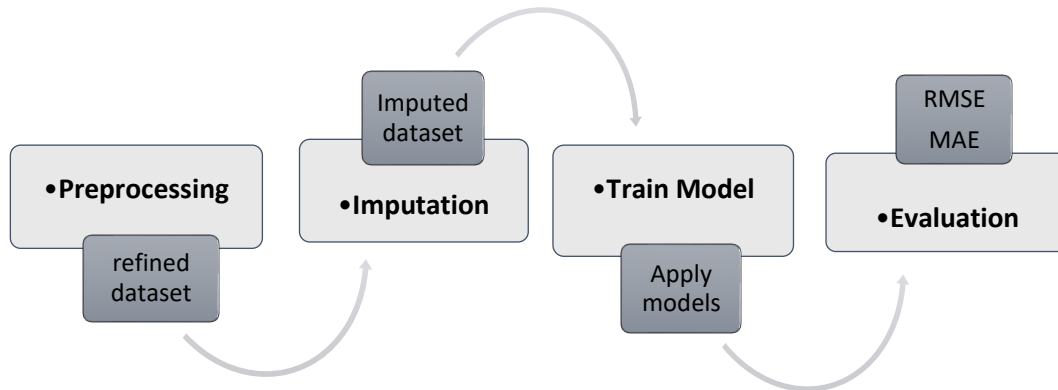 •Preprocessing
refined
dataset
Imputed
dataset
•Imputation
•Train Model
Apply
models
RMSE
MAE
•Evaluation